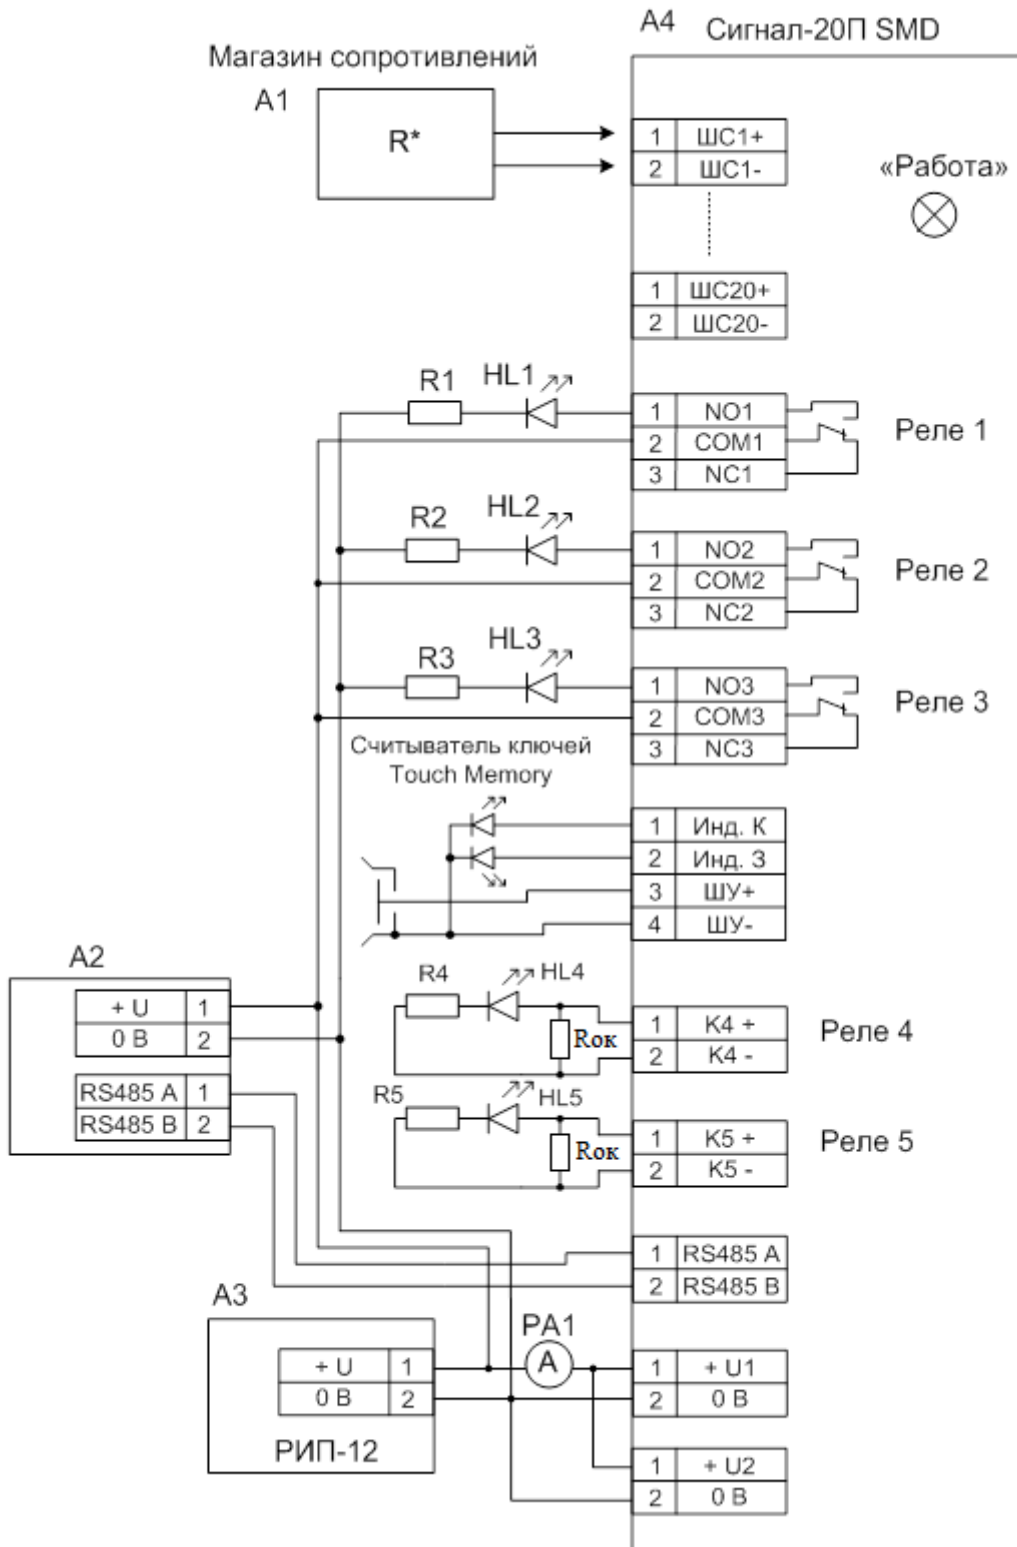 A4
Сигнал-20П SMD
Магазин сопротивлений
A1
R*
1 ШС1+
2 ШС1-
«Работа»
1 ШС20+
2 ШС20-
R1
HL1
1 NO1
2 COM1
3 NC1
Реле 1
R2
HL2
1 NO2
2 COM2
3 NC2
Реле 2
R3
HL3
1 NO3
2 COM3
3 NC3
Реле 3
Считыватель ключей
Touch Memory
1 Инд. К
2 Инд. З
3 ШУ+
4 ШУ-
A2
+ U 1
0 В 2
RS485 A 1
RS485 B 2
R4
HL4
Rок
1 К4 +
2 К4 -
Реле 4
R5
HL5
Rок
1 К5 +
2 К5 -
Реле 5
1 RS485 A
2 RS485 B
A3
+ U 1
0 В 2
РИП-12
PA1
A
1 + U1
2 0 В
1 + U2
2 0 В